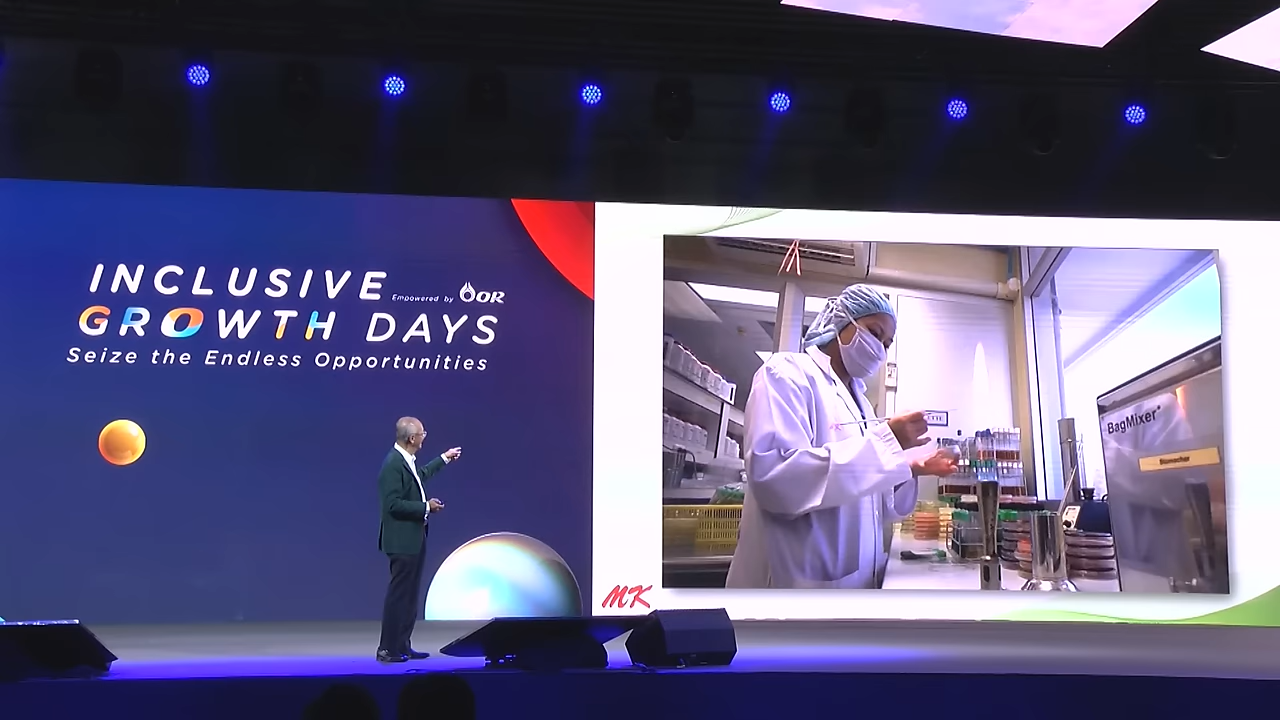 INCLUSIVE
Empowered by OR
GROWTH DAYS
Seize the Endless Opportunities
BagMixer®
MK